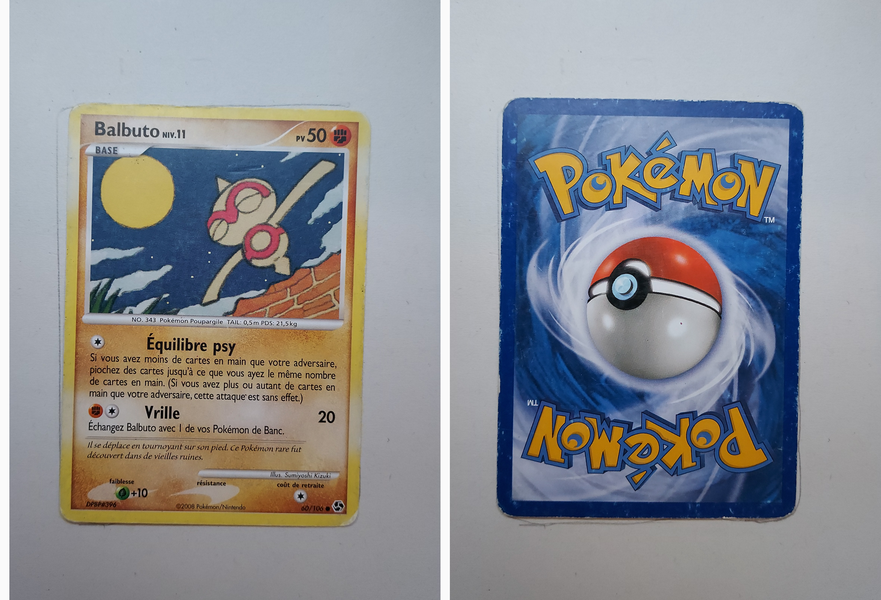 Balbuto NIV.11 PV 50
BASE
NO. 343 Pokémon Poupargile TAIL: 0,5m PDS: 21,5kg
Équilibre psy
Si vous avez moins de cartes en main que votre adversaire,
piochez des cartes jusqu'à ce que vous ayez le même nombre
de cartes en main. (Si vous avez plus ou autant de cartes en
main que votre adversaire, cette attaque est sans effet.)
Vrille 20
Échangez Balbuto avec 1 de vos Pokémon de Banc.
Il se déplace en tournoyant sur son pied. Ce Pokémon rare fut
découvert dans de vieilles ruines.
Illus. Sumiyoshi Kizuki
faiblesse résistance coût de retraite
+10
DPBP#398 ©2008 Pokémon/Nintendo 60/106
POKéMON
TM
TM
POKéMON